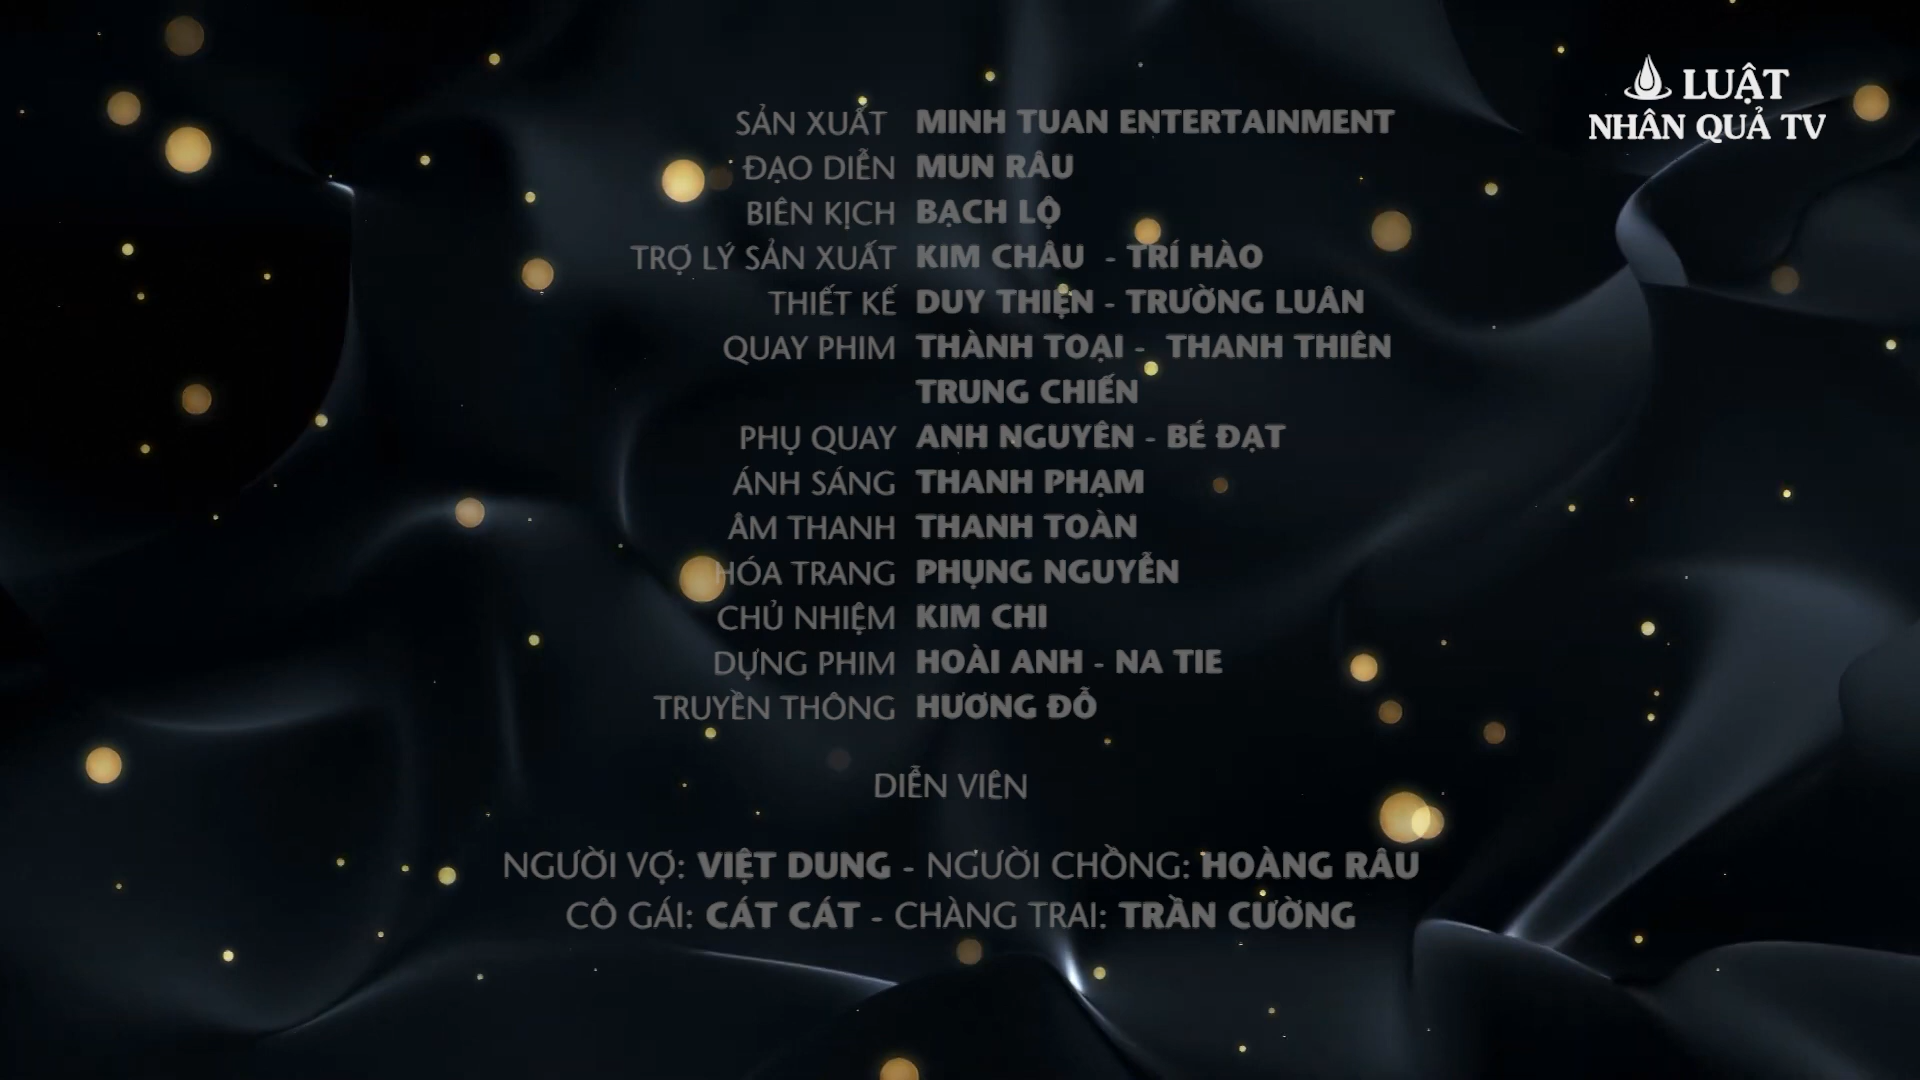 LUẬT
NHÂN QUẢ TV
SẢN XUẤT MINH TUAN ENTERTAINMENT
ĐẠO DIỄN MUN RÂU
BIÊN KỊCH BẠCH LỘ
TRỢ LÝ SẢN XUẤT KIM CHÂU - TRÍ HÀO
THIẾT KẾ DUY THIỆN - TRƯỜNG LUÂN
QUAY PHIM THÀNH TOẠI - THANH THIÊN
TRUNG CHIẾN
PHỤ QUAY ANH NGUYÊN - BÉ ĐẠT
ÁNH SÁNG THANH PHẠM
ÂM THANH THANH TOÀN
HÓA TRANG PHỤNG NGUYỄN
CHỦ NHIỆM KIM CHI
DỰNG PHIM HOÀI ANH - NA TIE
TRUYỀN THÔNG HƯƠNG ĐỖ
DIỄN VIÊN
NGƯỜI VỢ: VIỆT DUNG - NGƯỜI CHỒNG: HOÀNG RÂU
CÔ GÁI: CÁT CÁT - CHÀNG TRAI: TRẦN CƯỜNG